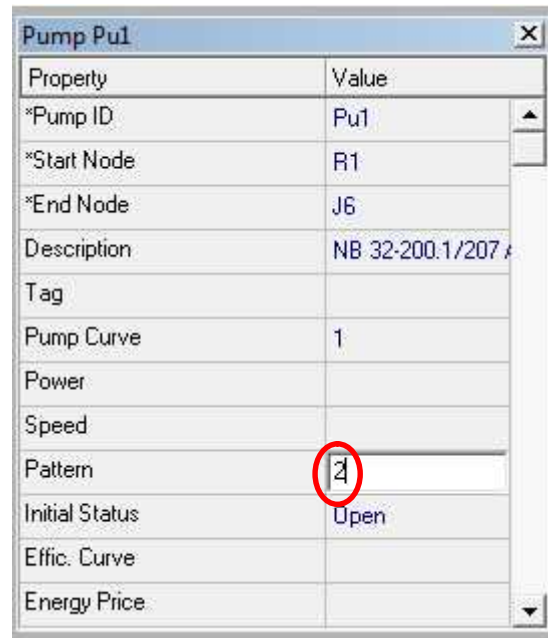 Pump Pu1
Property Value
*Pump ID Pu1
*Start Node R1
*End Node J6
Description NB 32-200.1/207
Tag
Pump Curve 1
Power
Speed
Pattern 2
Initial Status Open
Effic. Curve
Energy Price